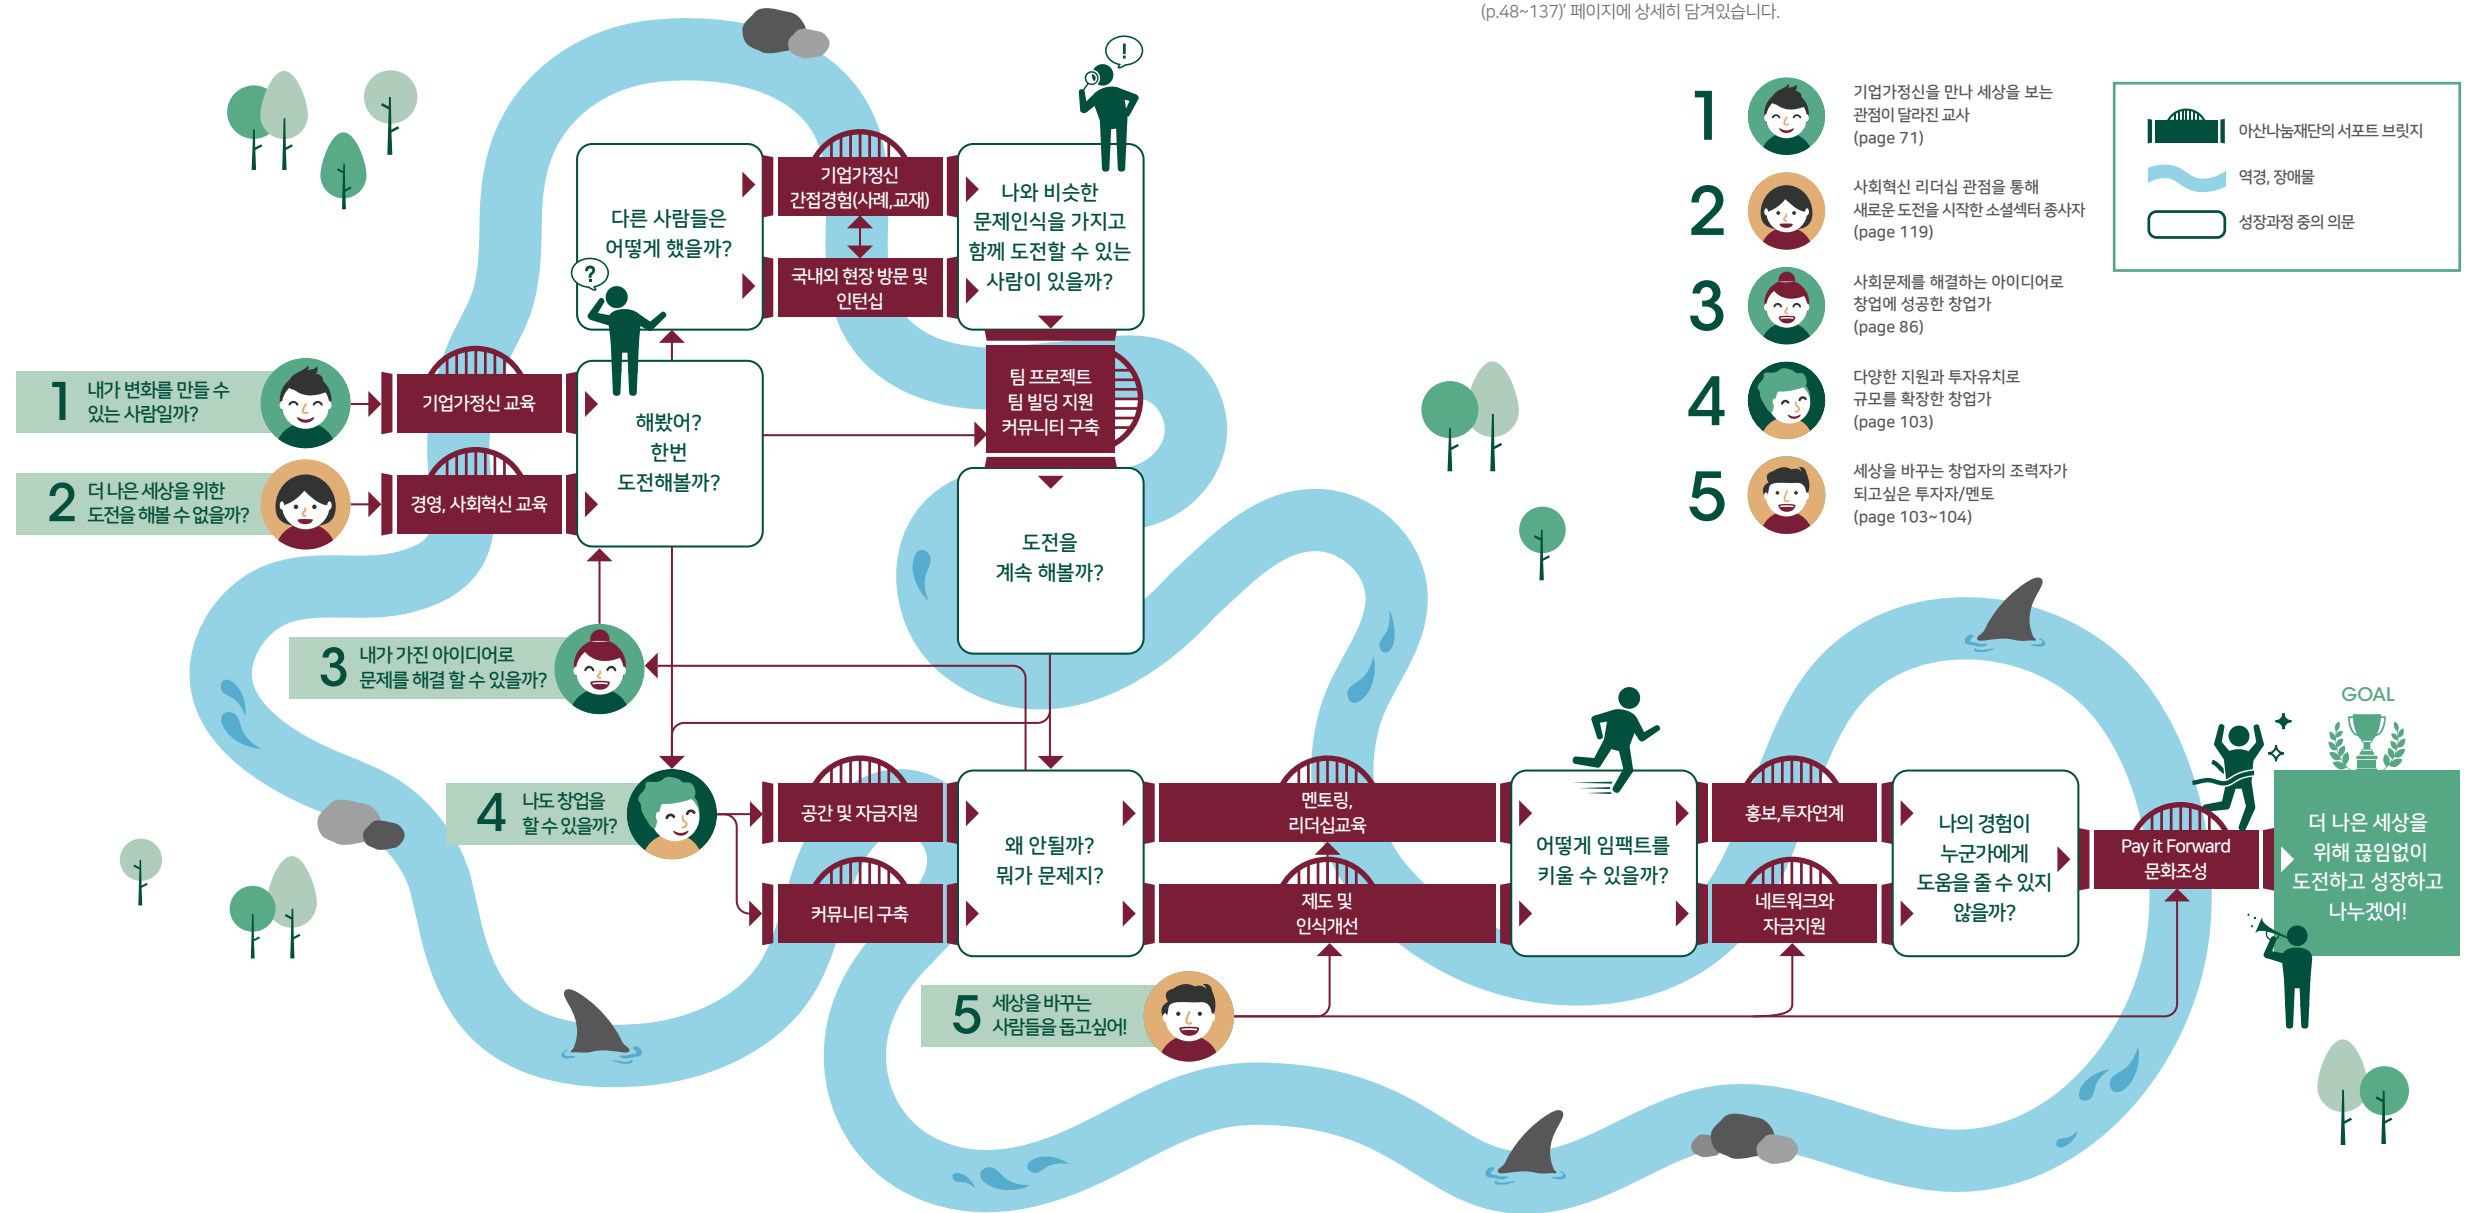 (p.48~137)’ 페이지에 상세히 담겨있습니다.
1
기업가정신을 만나 세상을 보는
관점이 달라진 교사
(page 71)
2
사회혁신 리더십 관점을 통해
새로운 도전을 시작한 소셜섹터 종사자
(page 119)
3
사회문제를 해결하는 아이디어로
창업에 성공한 창업가
(page 86)
4
다양한 지원과 투자유치로
규모를 확장한 창업가
(page 103)
5
세상을 바꾸는 창업자의 조력자가
되고싶은 투자자/멘토
(page 103~104)
아산나눔재단의 서포트 브릿지
역경, 장애물
성장과정 중의 의문
!
다른 사람들은
어떻게 했을까?
?
기업가정신
간접경험(사례,교재)
국내외 현장 방문 및
인턴십
나와 비슷한
문제인식을 가지고
함께 도전할 수 있는
사람이 있을까?
1
내가 변화를 만들 수
있는 사람일까?
기업가정신 교육
2
더 나은 세상을 위한
도전을 해볼 수 없을까?
경영, 사회혁신 교육
해봤어?
한번
도전해볼까?
팀 프로젝트
팀 빌딩 지원
커뮤니티 구축
도전을
계속 해볼까?
3
내가 가진 아이디어로
문제를 해결 할 수 있을까?
4
나도 창업을
할 수 있을까?
공간 및 자금지원
커뮤니티 구축
왜 안될까?
뭐가 문제지?
멘토링,
리더십교육
제도 및
인식개선
어떻게 임팩트를
키울 수 있을까?
홍보,투자연계
네트워크와
자금지원
나의 경험이
누군가에게
도움을 줄 수 있지
않을까?
Pay it Forward
문화조성
GOAL
더 나은 세상을
위해 끊임없이
도전하고 성장하고
나누겠어!
5
세상을 바꾸는
사람들을 돕고싶어!